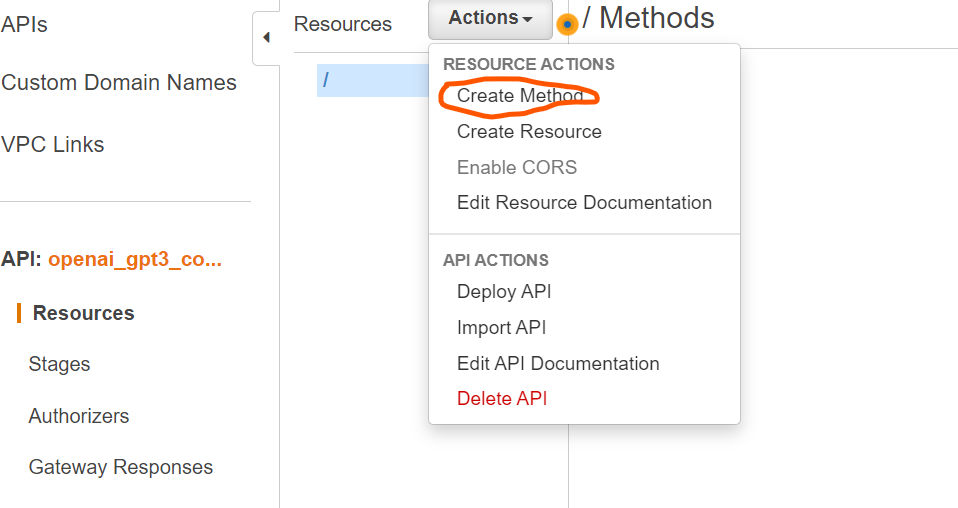 APIs
Custom Domain Names
VPC Links
API: openai_gpt3_co...
Resources
Stages
Authorizers
Gateway Responses
Resources
/
Actions
/ Methods
RESOURCE ACTIONS
Create Method
Create Resource
Enable CORS
Edit Resource Documentation
API ACTIONS
Deploy API
Import API
Edit API Documentation
Delete API